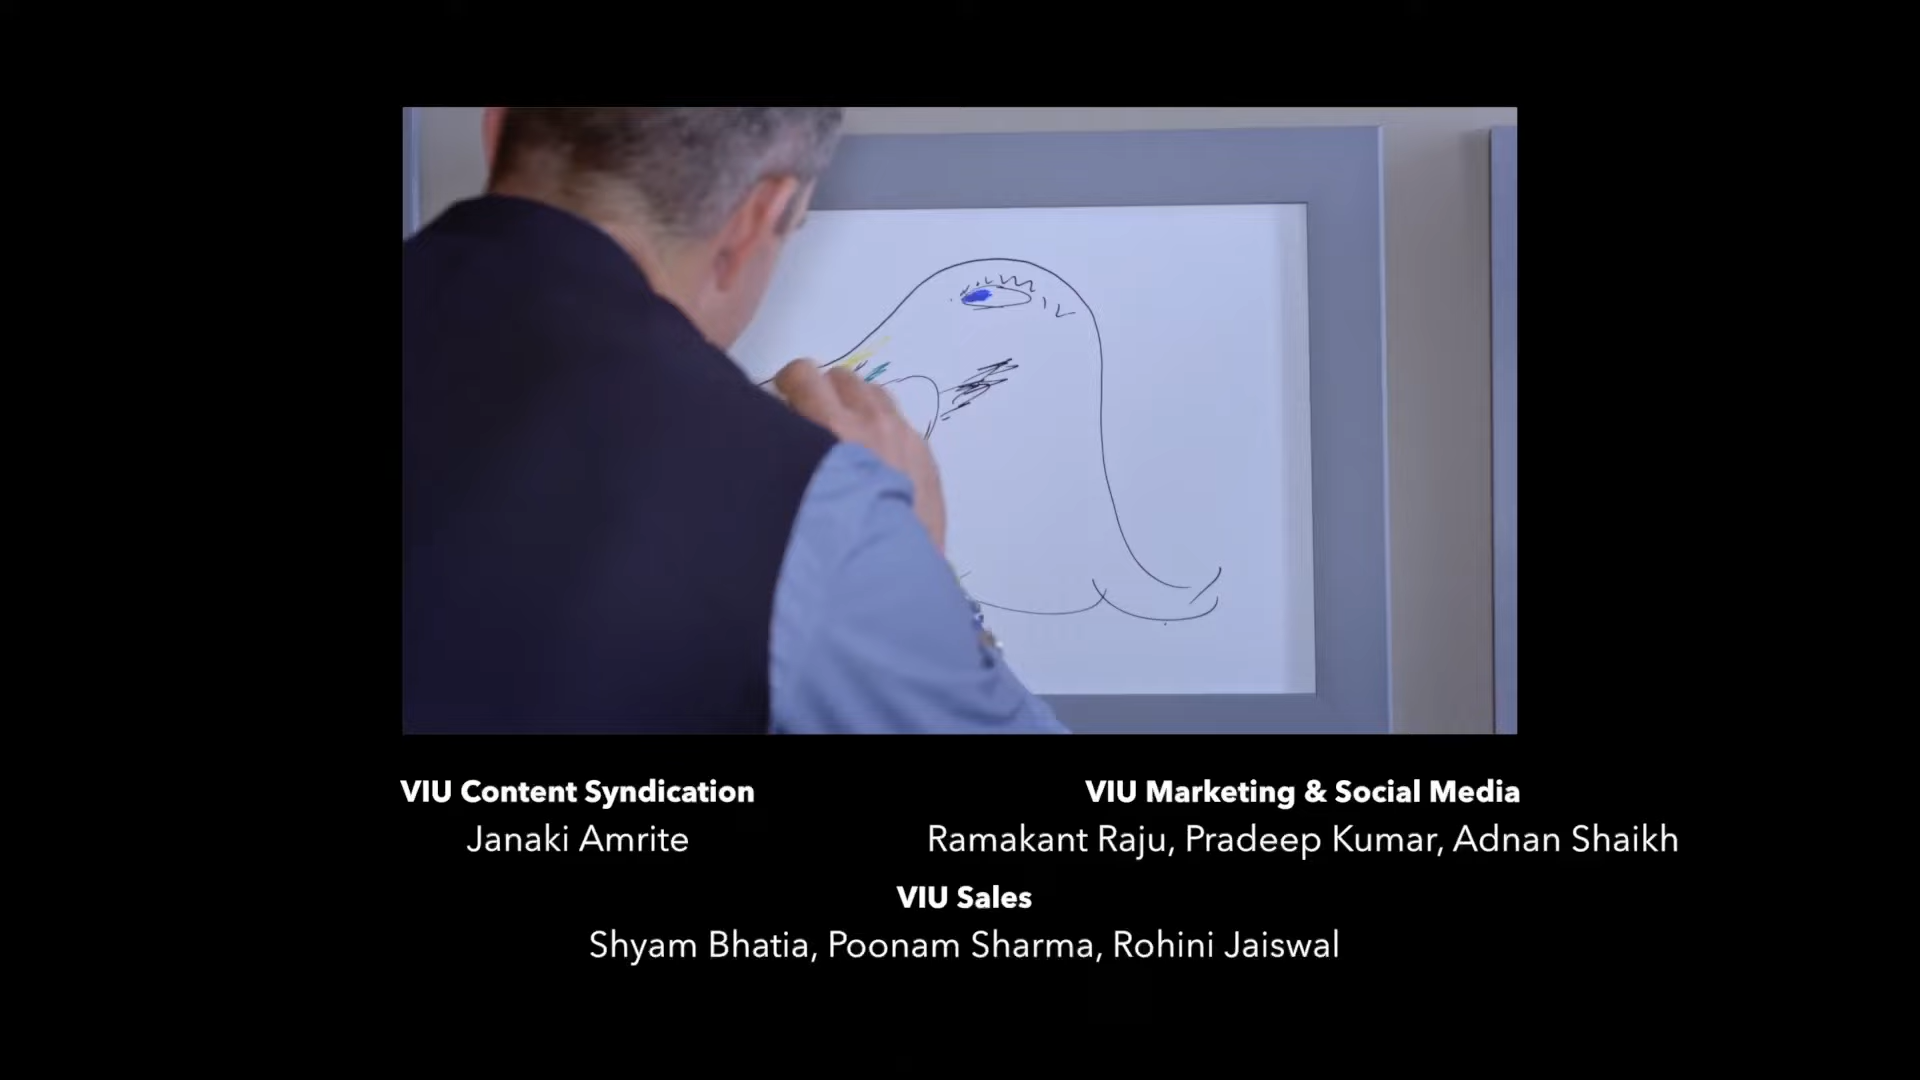 VIU Content Syndication
Janaki Amrite
VIU Marketing & Social Media
Ramakant Raju, Pradeep Kumar, Adnan Shaikh
VIU Sales
Shyam Bhatia, Poonam Sharma, Rohini Jaiswal